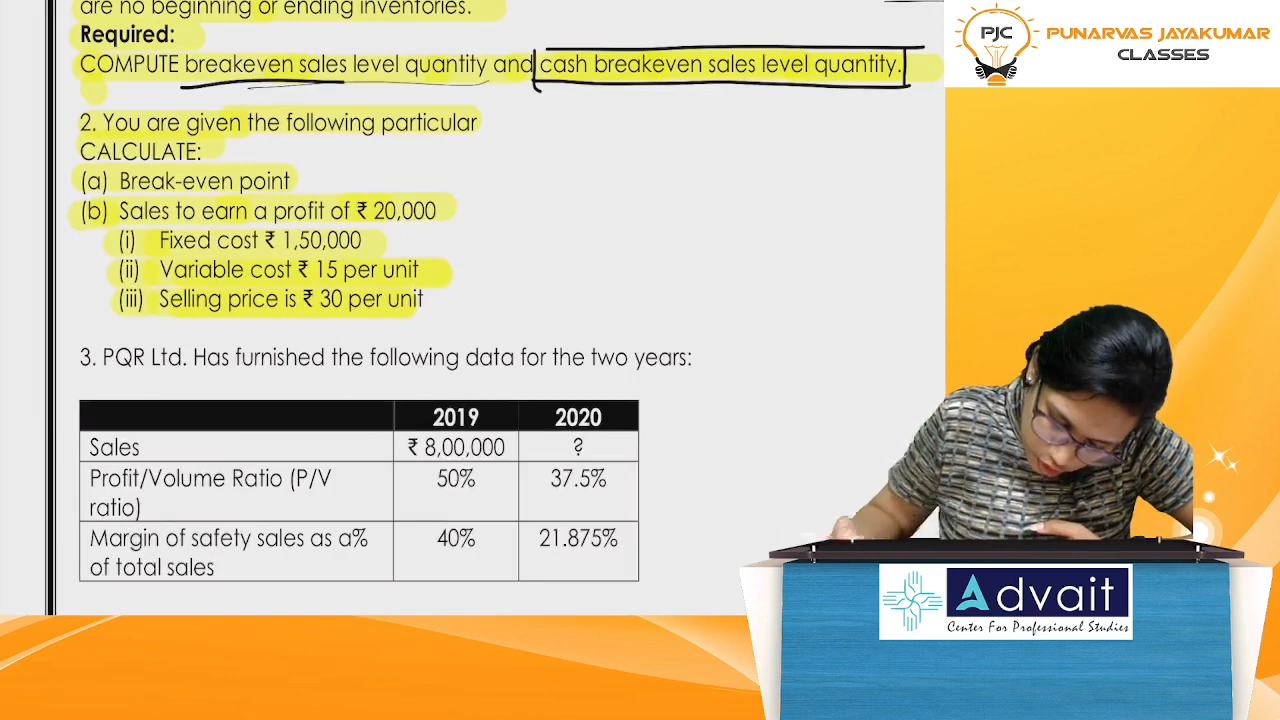 are no beginning or ending inventories.
Required:
COMPUTE breakeven sales level quantity and cash breakeven sales level quantity.
2. You are given the following particular
CALCULATE:
(a) Break-even point
(b) Sales to earn a profit of ₹ 20,000
(i) Fixed cost ₹ 1,50,000
(ii) Variable cost ₹ 15 per unit
(iii) Selling price is ₹ 30 per unit
3. PQR Ltd. Has furnished the following data for the two years:
2019 2020
Sales ₹ 8,00,000 ?
Profit/Volume Ratio (P/V 50% 37.5%
ratio)
Margin of safety sales as a% 40% 21.875%
of total sales
PJC
PUNARVAS JAYAKUMAR
CLASSES
Advait
Center For Professional Studies